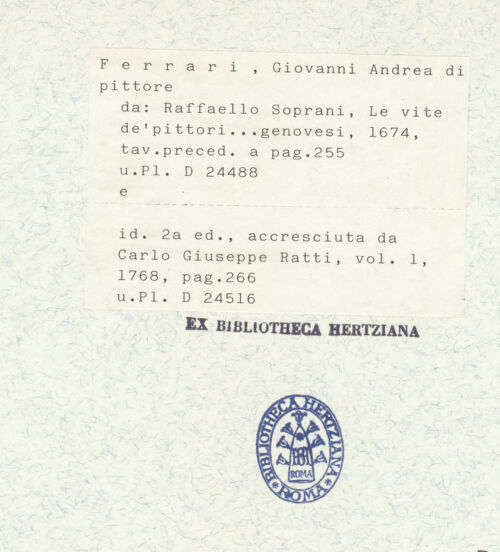 F e r r a r i , Giovanni Andrea di
pittore
da: Raffaello Soprani, Le vite
de'pittori...genovesi, 1674,
tav.preced. a pag.255
u.Pl. D 24488
e
id. 2a ed., accresciuta da
Carlo Giuseppe Ratti, vol. 1,
1768, pag.266
u.Pl. D 24516
EX BIBLIOTHECA HERTZIANA
BIBLIOTHECA HERTZIANA
ROMA
ROMA